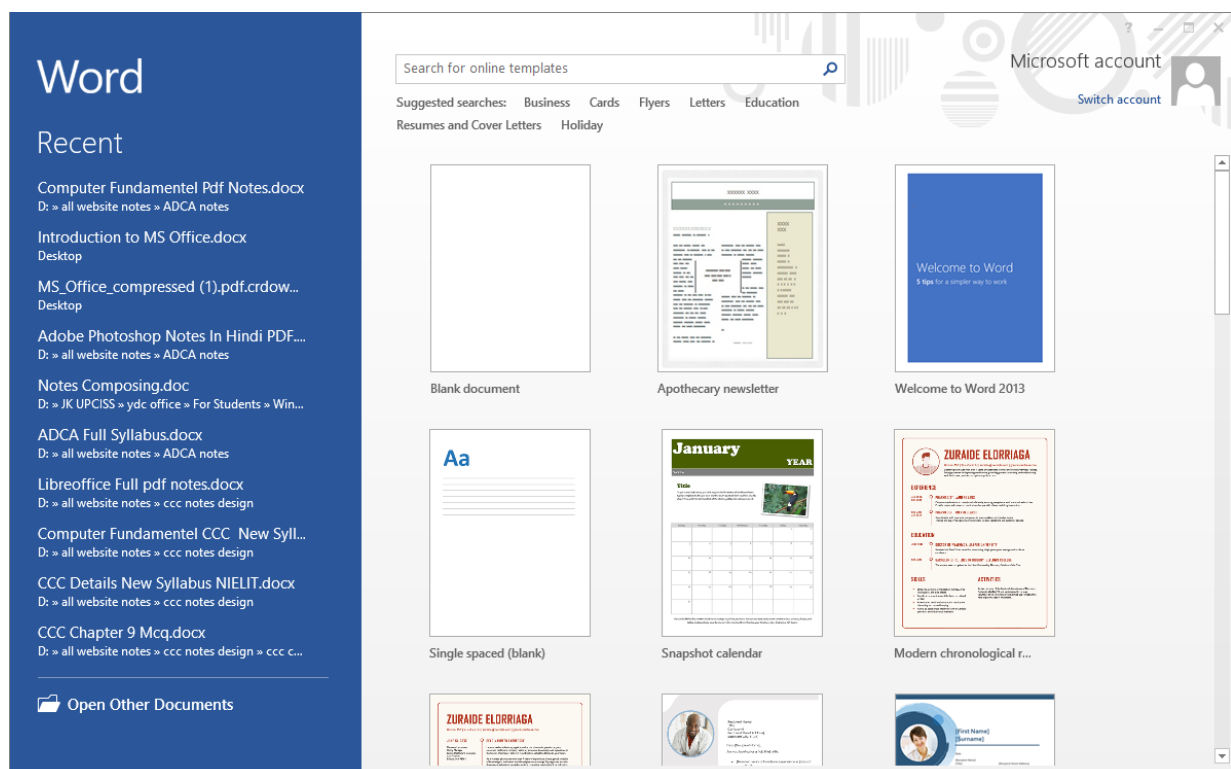 Word
Recent
Computer Fundamentel Pdf Notes.docx
D: » all website notes » ADCA notes
Introduction to MS Office.docx
Desktop
MS_Office_compressed (1).pdf.crdow...
Desktop
Adobe Photoshop Notes In Hindi PDF....
D: » all website notes » ADCA notes
Notes Composing.doc
D: » JK UPCISS » ydc office » For Students » Win...
ADCA Full Syllabus.docx
D: » all website notes » ADCA notes
Libreoffice Full pdf notes.docx
D: » all website notes » ccc notes design
Computer Fundamentel CCC New Syll...
D: » all website notes » ccc notes design
CCC Details New Syllabus NIELIT.docx
D: » all website notes » ccc notes design
CCC Chapter 9 Mcq.docx
D: » all website notes » ccc notes design » ccc c...
Open Other Documents
?
Search for online templates
Microsoft account
Switch account
Suggested searches: Business Cards Flyers Letters Education
Resumes and Cover Letters Holiday
XXXXXX XXXX
XXXX
XXX
Welcome to Word
5 tips for a simpler way to work
Blank document
Apothecary newsletter
Welcome to Word 2013
Aa
January
YEAR
Title
ZURAIDE ELORRIAGA
EXPERIENCE
EDUCATION
SKILLS
ACTIVITIES
Single spaced (blank)
Snapshot calendar
Modern chronological r...
ZURAIDE ELORRIAGA
[First Name]
[Surname]